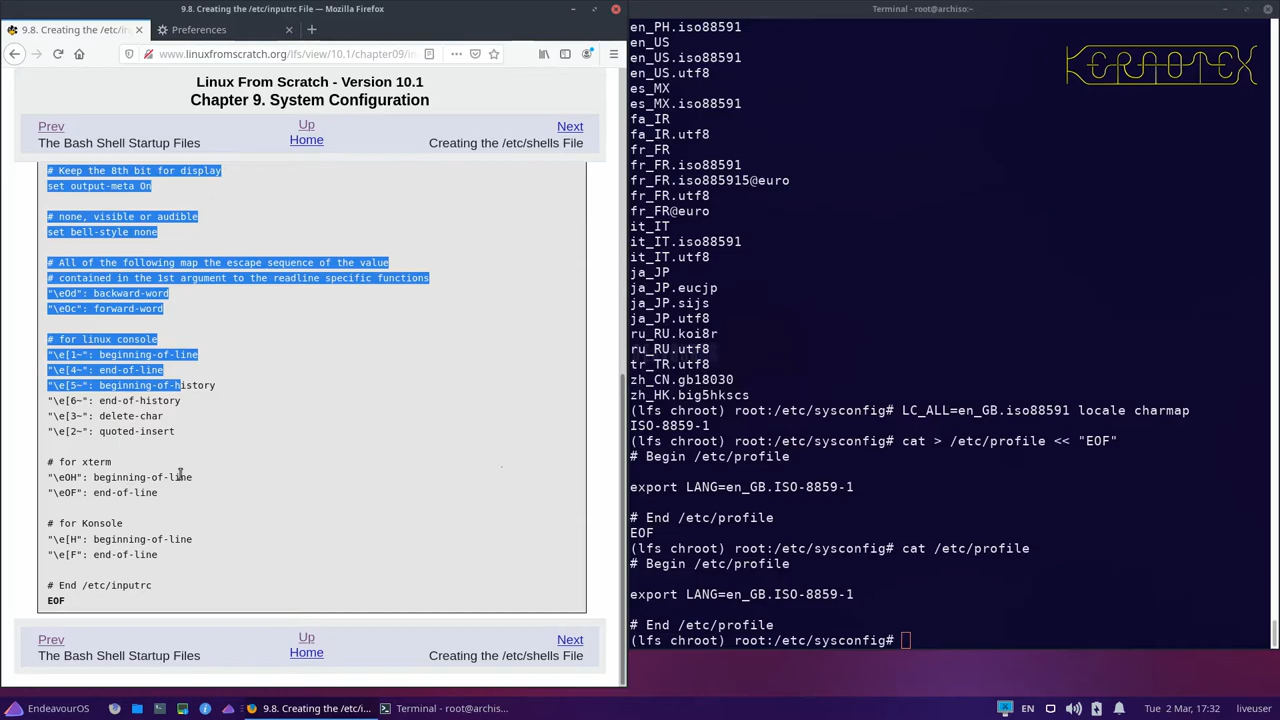 9.8. Creating the /etc/inputrc File — Mozilla Firefox
9.8. Creating the /etc/inp
Preferences
www.linuxfromscratch.org/lfs/view/10.1/chapter09/in
Linux From Scratch - Version 10.1
Chapter 9. System Configuration
Prev
Up
Next
The Bash Shell Startup Files
Home
Creating the /etc/shells File
# Keep the 8th bit for display
set output-meta On
# none, visible or audible
set bell-style none
# All of the following map the escape sequence of the value
# contained in the 1st argument to the readline specific functions
"\eOd": backward-word
"\eOc": forward-word
# for linux console
"\e[1~": beginning-of-line
"\e[4~": end-of-line
"\e[5~": beginning-of-history
"\e[6~": end-of-history
"\e[3~": delete-char
"\e[2~": quoted-insert
# for xterm
"\eOH": beginning-of-line
"\eOF": end-of-line
# for Konsole
"\e[H": beginning-of-line
"\e[F": end-of-line
# End /etc/inputrc
EOF
Prev
Up
Next
The Bash Shell Startup Files
Home
Creating the /etc/shells File
Terminal - root@archiso:~
en_PH.iso88591
en_US
en_US.iso88591
en_US.utf8
es_MX
es_MX.iso88591
fa_IR
fa_IR.utf8
fr_FR
fr_FR.iso88591
fr_FR.iso885915@euro
fr_FR.utf8
fr_FR@euro
it_IT
it_IT.iso88591
it_IT.utf8
ja_JP
ja_JP.eucjp
ja_JP.sijs
ja_JP.utf8
ru_RU.koi8r
ru_RU.utf8
tr_TR.utf8
zh_CN.gb18030
zh_HK.big5hkscs
(lfs chroot) root:/etc/sysconfig# LC_ALL=en_GB.iso88591 locale charmap
ISO-8859-1
(lfs chroot) root:/etc/sysconfig# cat > /etc/profile << "EOF"
# Begin /etc/profile
export LANG=en_GB.ISO-8859-1
# End /etc/profile
EOF
(lfs chroot) root:/etc/sysconfig# cat /etc/profile
# Begin /etc/profile
export LANG=en_GB.ISO-8859-1
# End /etc/profile
(lfs chroot) root:/etc/sysconfig#
KERNOTEX
EndeavourOS
9.8. Creating the /etc/i...
Terminal - root@archis...
EN
Tue 2 Mar, 17:32
liveuser